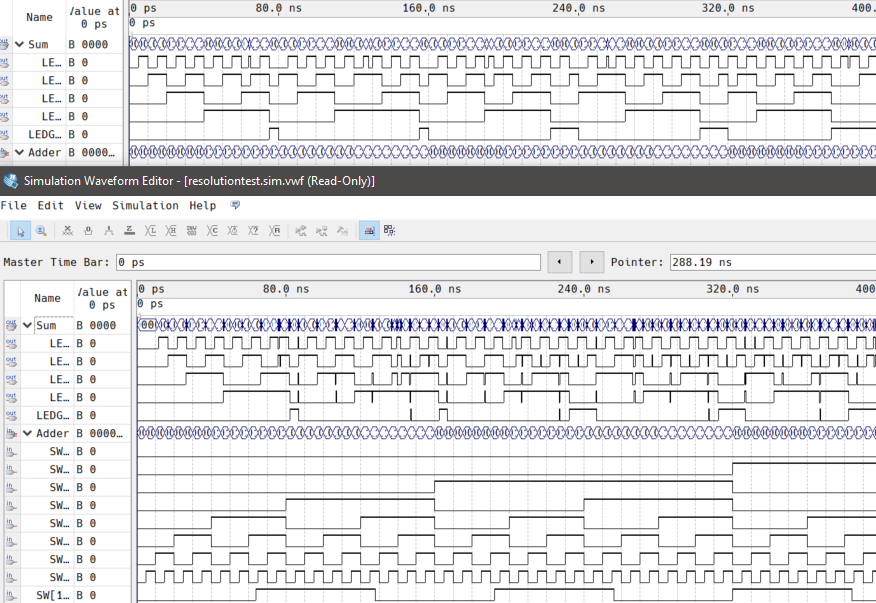 Name Value at 0 ps
0 ps 80.0 ns 160.0 ns 240.0 ns 320.0 ns 400.
0 ps
Sum B 0000
LE... B 0
LE... B 0
LE... B 0
LE... B 0
LEDG... B 0
Adder B 0000...
Simulation Waveform Editor - [resolutiontest.sim.vwf (Read-Only)]
File Edit View Simulation Help
Master Time Bar: 0 ps Pointer: 288.19 ns
Name Value at 0 ps
0 ps 80.0 ns 160.0 ns 240.0 ns 320.0 ns 400
0 ps
Sum B 0000
LE... B 0
LE... B 0
LE... B 0
LE... B 0
LEDG... B 0
Adder B 0000...
SW... B 0
SW... B 0
SW... B 0
SW... B 0
SW... B 0
SW... B 0
SW... B 0
SW... B 0
SW[1... B 0